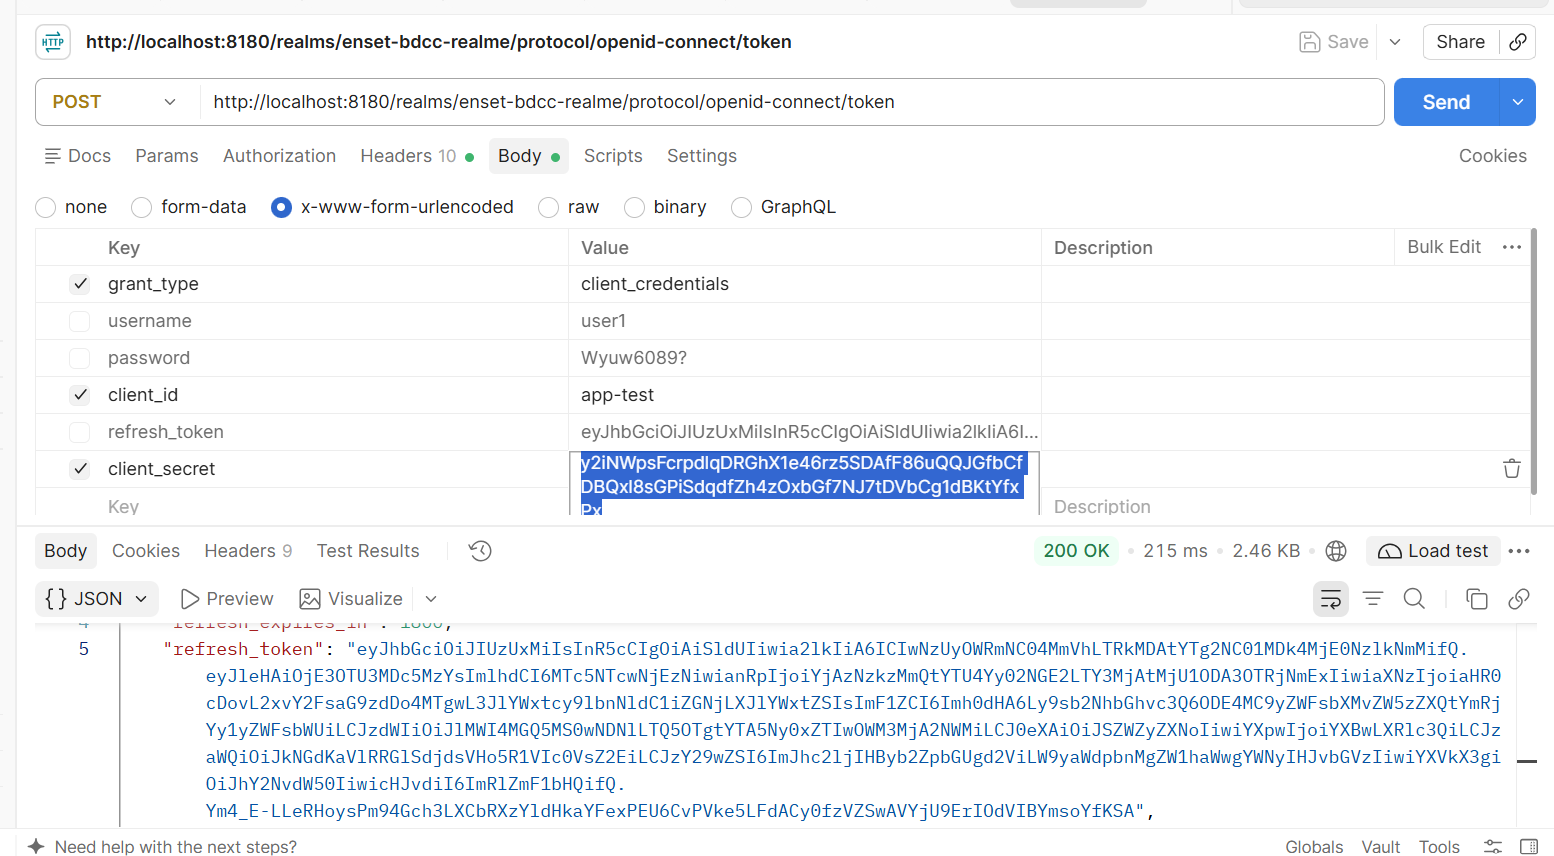 HTTP http://localhost:8180/realms/enset-bdcc-realme/protocol/openid-connect/token Save Share
POST http://localhost:8180/realms/enset-bdcc-realme/protocol/openid-connect/token Send
Docs Params Authorization Headers 10 Body Scripts Settings Cookies
none form-data x-www-form-urlencoded raw binary GraphQL
Key Value Description Bulk Edit
grant_type client_credentials
username user1
password Wyuw6089?
client_id app-test
refresh_token eyJhbGciOiJIUzUxMiIsInR5cCIgOiAiSldUIiwia2lkIiA6I...
client_secret y2iNWpsFcrpdlqDRGhX1e46rz5SDAfF86uQQJGfbCf
DBQxI8sGPiSdqdfZh4zOxbGf7NJ7tDVbCg1dBKtYfx
Px
Key Description
Body Cookies Headers 9 Test Results 200 OK • 215 ms • 2.46 KB • Load test
{} JSON Preview Visualize
4 "refresh_expires_in": 1800,
5 "refresh_token": "eyJhbGciOiJIUzUxMiIsInR5cCIgOiAiSldUIiwia2lkIiA6ICIwNzUyOWRmNC04MmVhLTRkMDAtYTg2NC01MDk4MjE0NzlkNmMifQ.
eyJleHAiOjE3OTU3MDc5MzYsImlhdCI6MTc5NTcwNjEzNiwianRpIjoiYjAzNzkzMmQtYTU4Yy02NGE2LTY3MjAtMjU1ODA3OTRjNmExIiwiaXNzIjoiaHR0
cDovL2xvY2FsaG9zdDo4MTgwL3JlYWxtcy9lbnNldC1iZGNjLXJlYWxtZSIsImF1ZCI6Imh0dHA6Ly9sb2NhbGhvc3Q6ODE4MC9yZWFsbXMvZW5zZXQtYmRj
Yy1yZWFsbWUiLCJzdWIiOiJlMWI4MGQ5MS0wNDNlLTQ5OTgtYTA5Ny0xZTIwOWM3MjA2NWMiLCJ0eXAiOiJSZWZyZXNoIiwiYXpwIjoiYXBwLXRlc3QiLCJz
aWQiOiJkNGdKaVlRRGlSdjdsVHo5R1VIc0VsZ2EiLCJzY29wZSI6ImJhc2ljIHByb2ZpbGUgd2ViLW9yaWdpbnMgZW1haWwgYWNyIHJvbGVzIiwiYXVkX3gi
OiJhY2NvdW50IiwicHJvdiI6ImRlZmF1bHQifQ.
Ym4_E-LLeRHoysPm94Gch3LXCbRXzYldHkaYFexPEU6CvPVke5LFdACy0fzVZSwAVYjU9ErIOdVIBYmsoYfKSA",
Need help with the next steps? Globals Vault Tools